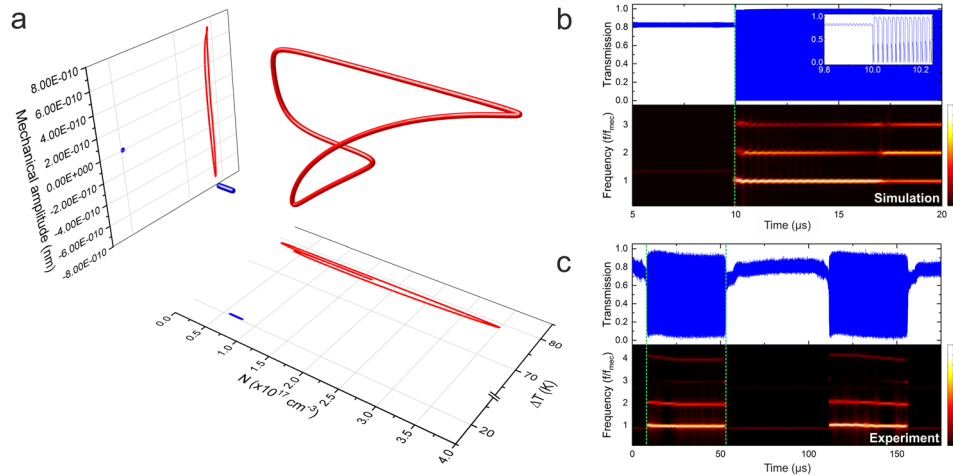 a
8.00E-010
6.00E-010
4.00E-010
2.00E-010
0.00E+000
-2.00E-010
-4.00E-010
-6.00E-010
-8.00E-010
Mechanical amplitude (nm)
0.0
0.5
1.0
1.5
2.0
2.5
3.0
3.5
4.0
N (x10¹⁷ cm⁻³)
20
70
80
ΔT (K)
b
Transmission
1.0
0.8
0.6
0.4
0.2
0.0
1.0
0.5
0.0
9.8 10.0 10.2
Frequency (f/fmec)
3
2
1
Simulation
5 10 15 20
Time (µs)
c
Transmission
1.0
0.8
0.6
0.4
0.2
0.0
Frequency (f/fmec)
4
3
2
1
Experiment
0 50 100 150
Time (µs)